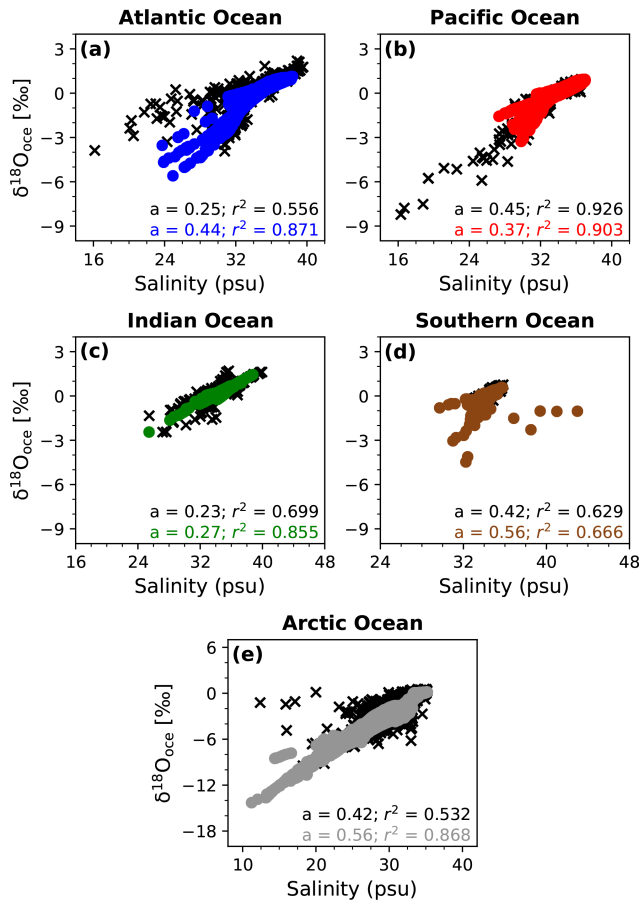 Atlantic Ocean
(a)
3
0
−3
−6
−9
δ¹⁸Oₒcₑ [‰]
a = 0.25; r² = 0.556
a = 0.44; r² = 0.871
16 24 32 40
Salinity (psu)
Pacific Ocean
(b)
3
0
−3
−6
−9
a = 0.45; r² = 0.926
a = 0.37; r² = 0.903
16 24 32 40
Salinity (psu)
Indian Ocean
(c)
3
0
−3
−6
−9
δ¹⁸Oₒcₑ [‰]
a = 0.23; r² = 0.699
a = 0.27; r² = 0.855
16 24 32 40 48
Salinity (psu)
Southern Ocean
(d)
3
0
−3
−6
−9
a = 0.42; r² = 0.629
a = 0.56; r² = 0.666
24 30 36 42 48
Salinity (psu)
Arctic Ocean
(e)
6
0
−6
−12
−18
δ¹⁸Oₒcₑ [‰]
a = 0.42; r² = 0.532
a = 0.56; r² = 0.868
10 20 30 40
Salinity (psu)